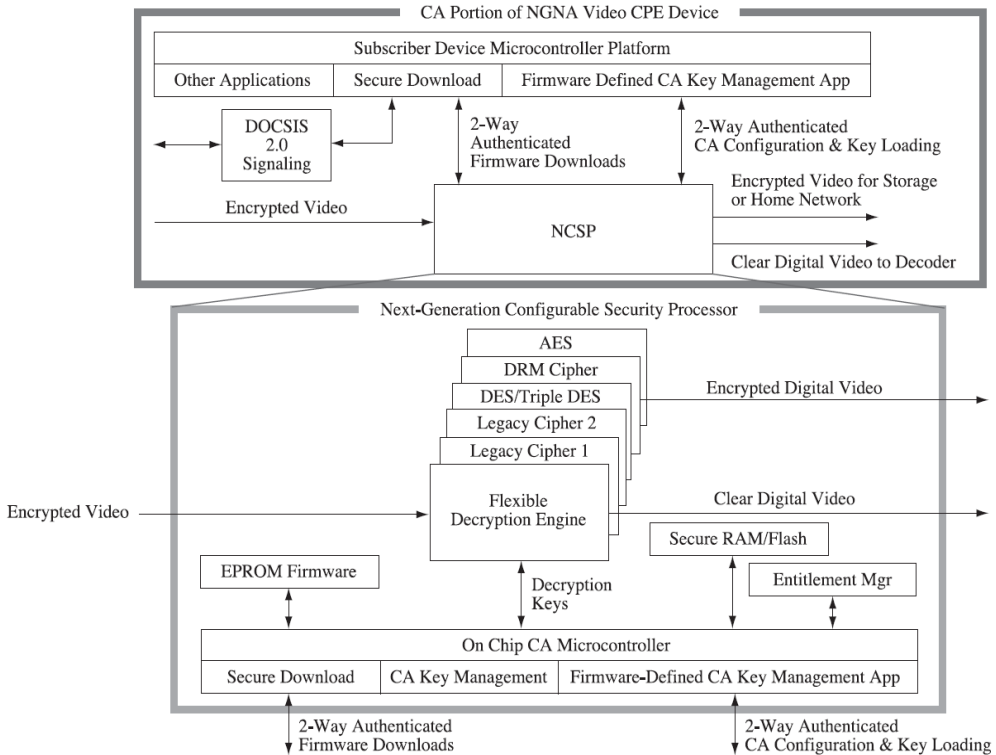 CA Portion of NGNA Video CPE Device
Subscriber Device Microcontroller Platform
Other Applications
Secure Download
Firmware Defined CA Key Management App
DOCSIS
2.0
Signaling
2-Way
Authenticated
Firmware Downloads
2-Way Authenticated
CA Configuration & Key Loading
Encrypted Video
NCSP
Encrypted Video for Storage
or Home Network
Clear Digital Video to Decoder
Next-Generation Configurable Security Processor
AES
DRM Cipher
DES/Triple DES
Legacy Cipher 2
Legacy Cipher 1
Flexible
Decryption Engine
Encrypted Digital Video
Encrypted Video
Clear Digital Video
Secure RAM/Flash
EPROM Firmware
Decryption
Keys
Entitlement Mgr
On Chip CA Microcontroller
Secure Download
CA Key Management
Firmware-Defined CA Key Management App
2-Way Authenticated
Firmware Downloads
2-Way Authenticated
CA Configuration & Key Loading